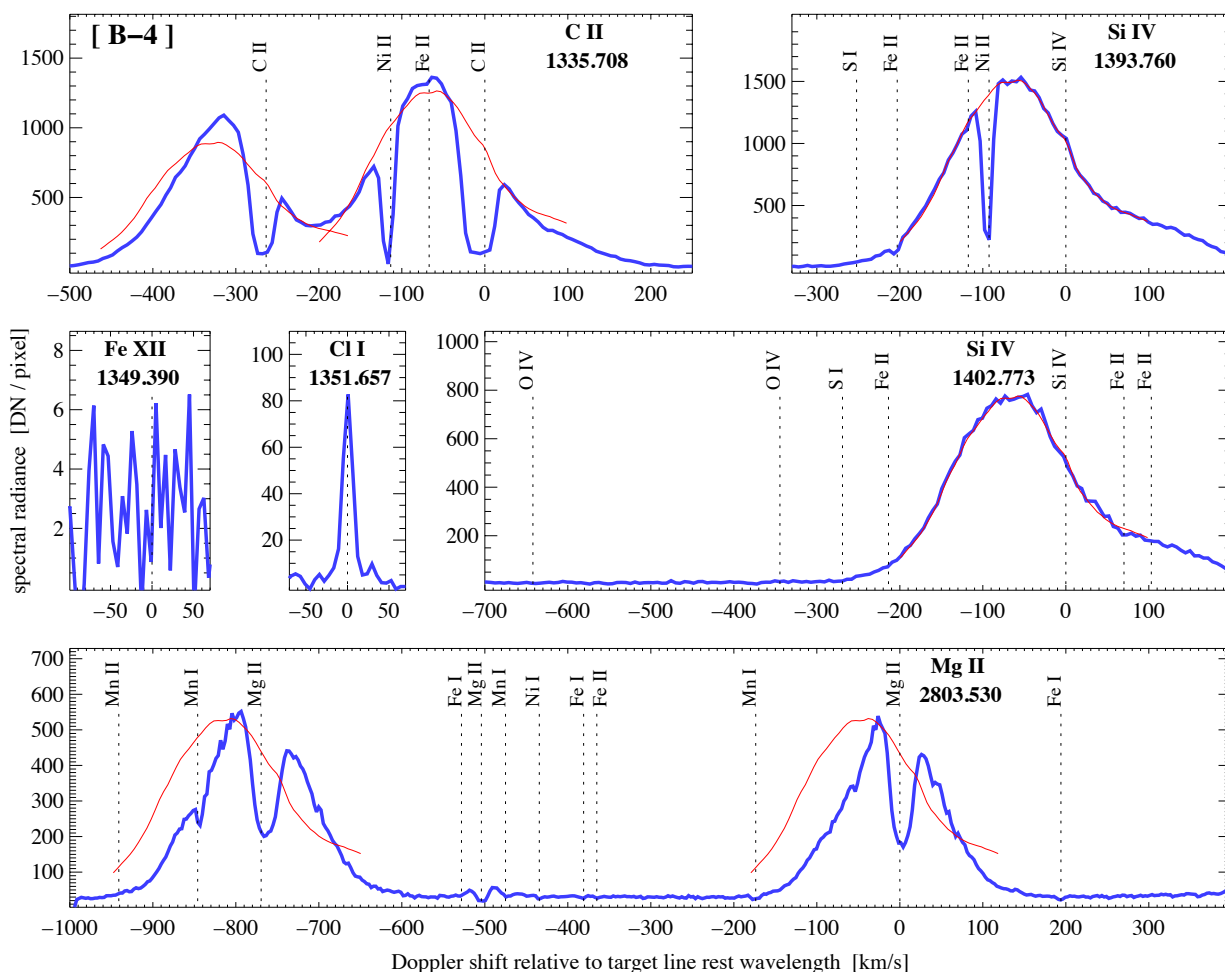 [ B−4 ]
C II
1335.708
C II
Ni II
Fe II
C II
1500
1000
500
−500 −400 −300 −200 −100 0 100 200
Si IV
1393.760
S I
Fe II
Fe II
Ni II
Si IV
1500
1000
500
−300 −200 −100 0 100
spectral radiance [DN / pixel]
Fe XII
1349.390
8
6
4
2
−50 0 50
Cl I
1351.657
100
80
60
40
20
−50 0 50
Si IV
1402.773
O IV
O IV
S I
Fe II
Si IV
Fe II
Fe II
1000
800
600
400
200
−700 −600 −500 −400 −300 −200 −100 0 100
Mg II
2803.530
Mn II
Mn I
Mg II
Fe I
Mg II
Mn I
Ni I
Fe I
Fe II
Mn I
Mg II
Fe I
700
600
500
400
300
200
100
−1000 −900 −800 −700 −600 −500 −400 −300 −200 −100 0 100 200 300
Doppler shift relative to target line rest wavelength [km/s]